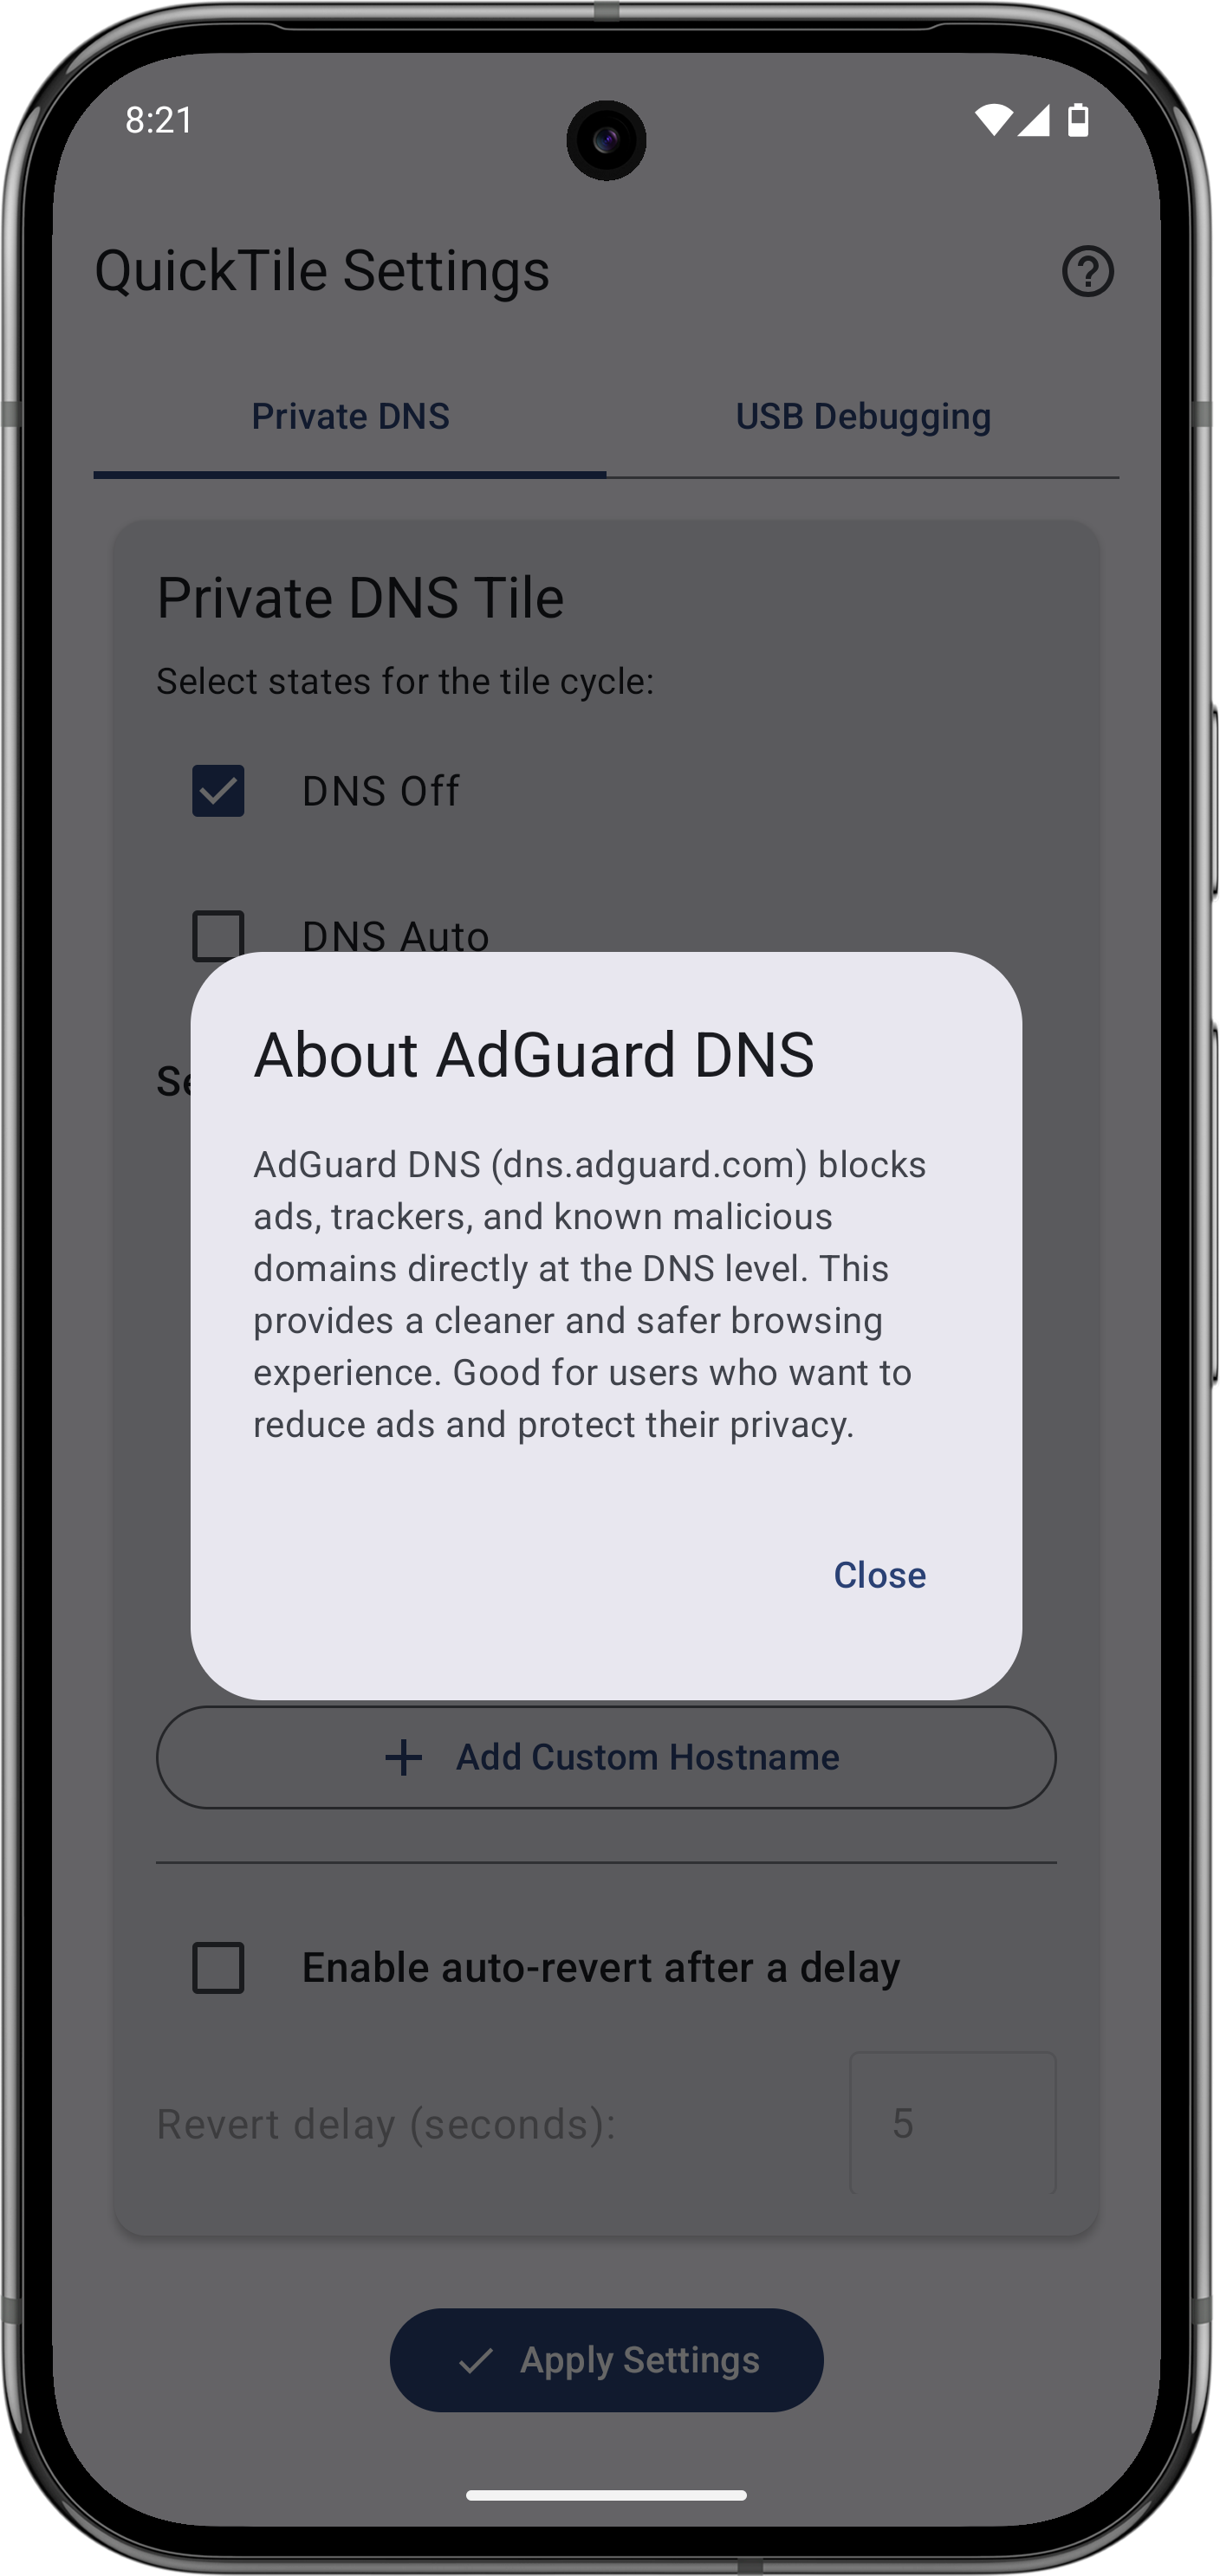 8:21
QuickTile Settings
Private DNS
USB Debugging
Private DNS Tile
Select states for the tile cycle:
DNS Off
DNS Auto
About AdGuard DNS
AdGuard DNS (dns.adguard.com) blocks
ads, trackers, and known malicious
domains directly at the DNS level. This
provides a cleaner and safer browsing
experience. Good for users who want to
reduce ads and protect their privacy.
Close
Add Custom Hostname
Enable auto-revert after a delay
Revert delay (seconds):
5
Apply Settings